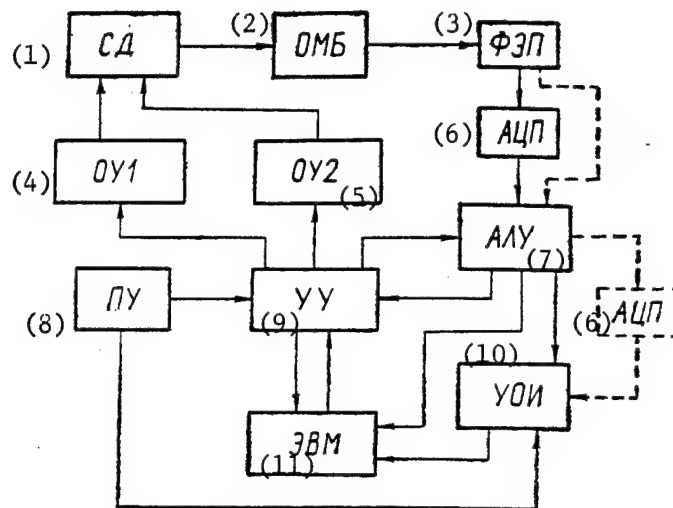 (1) СД (2) ОМБ (3) ФЭП
(6) АЦП
(4) ОУ1 ОУ2 (5)
АЛУ (7)
(8) ПУ УУ (9) (6) АЦП
(10) УОИ
ЭВМ (11)